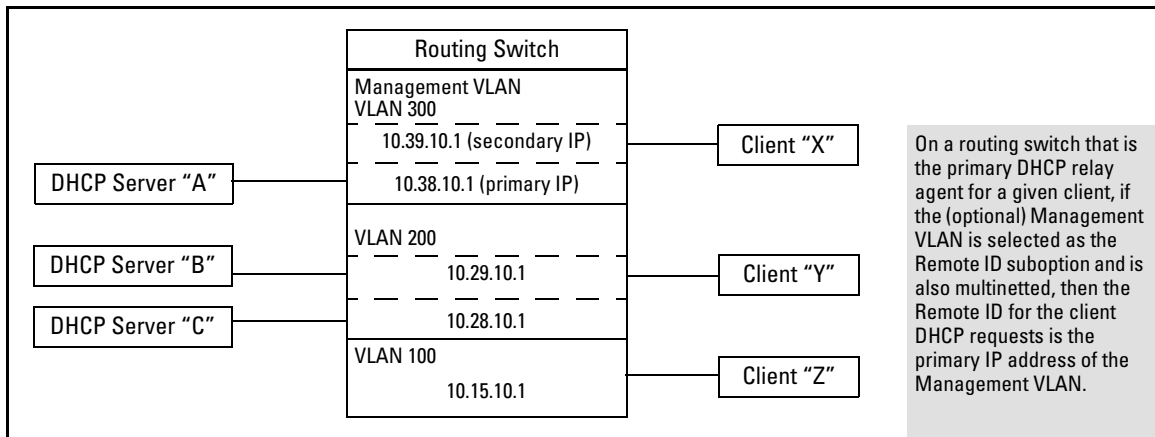 Routing Switch
Management VLAN
VLAN 300
10.39.10.1 (secondary IP)
Client “X”
DHCP Server “A”
10.38.10.1 (primary IP)
VLAN 200
DHCP Server “B”
10.29.10.1
Client “Y”
DHCP Server “C”
10.28.10.1
VLAN 100
10.15.10.1
Client “Z”
On a routing switch that is
the primary DHCP relay
agent for a given client, if
the (optional) Management
VLAN is selected as the
Remote ID suboption and is
also multinetted, then the
Remote ID for the client
DHCP requests is the
primary IP address of the
Management VLAN.